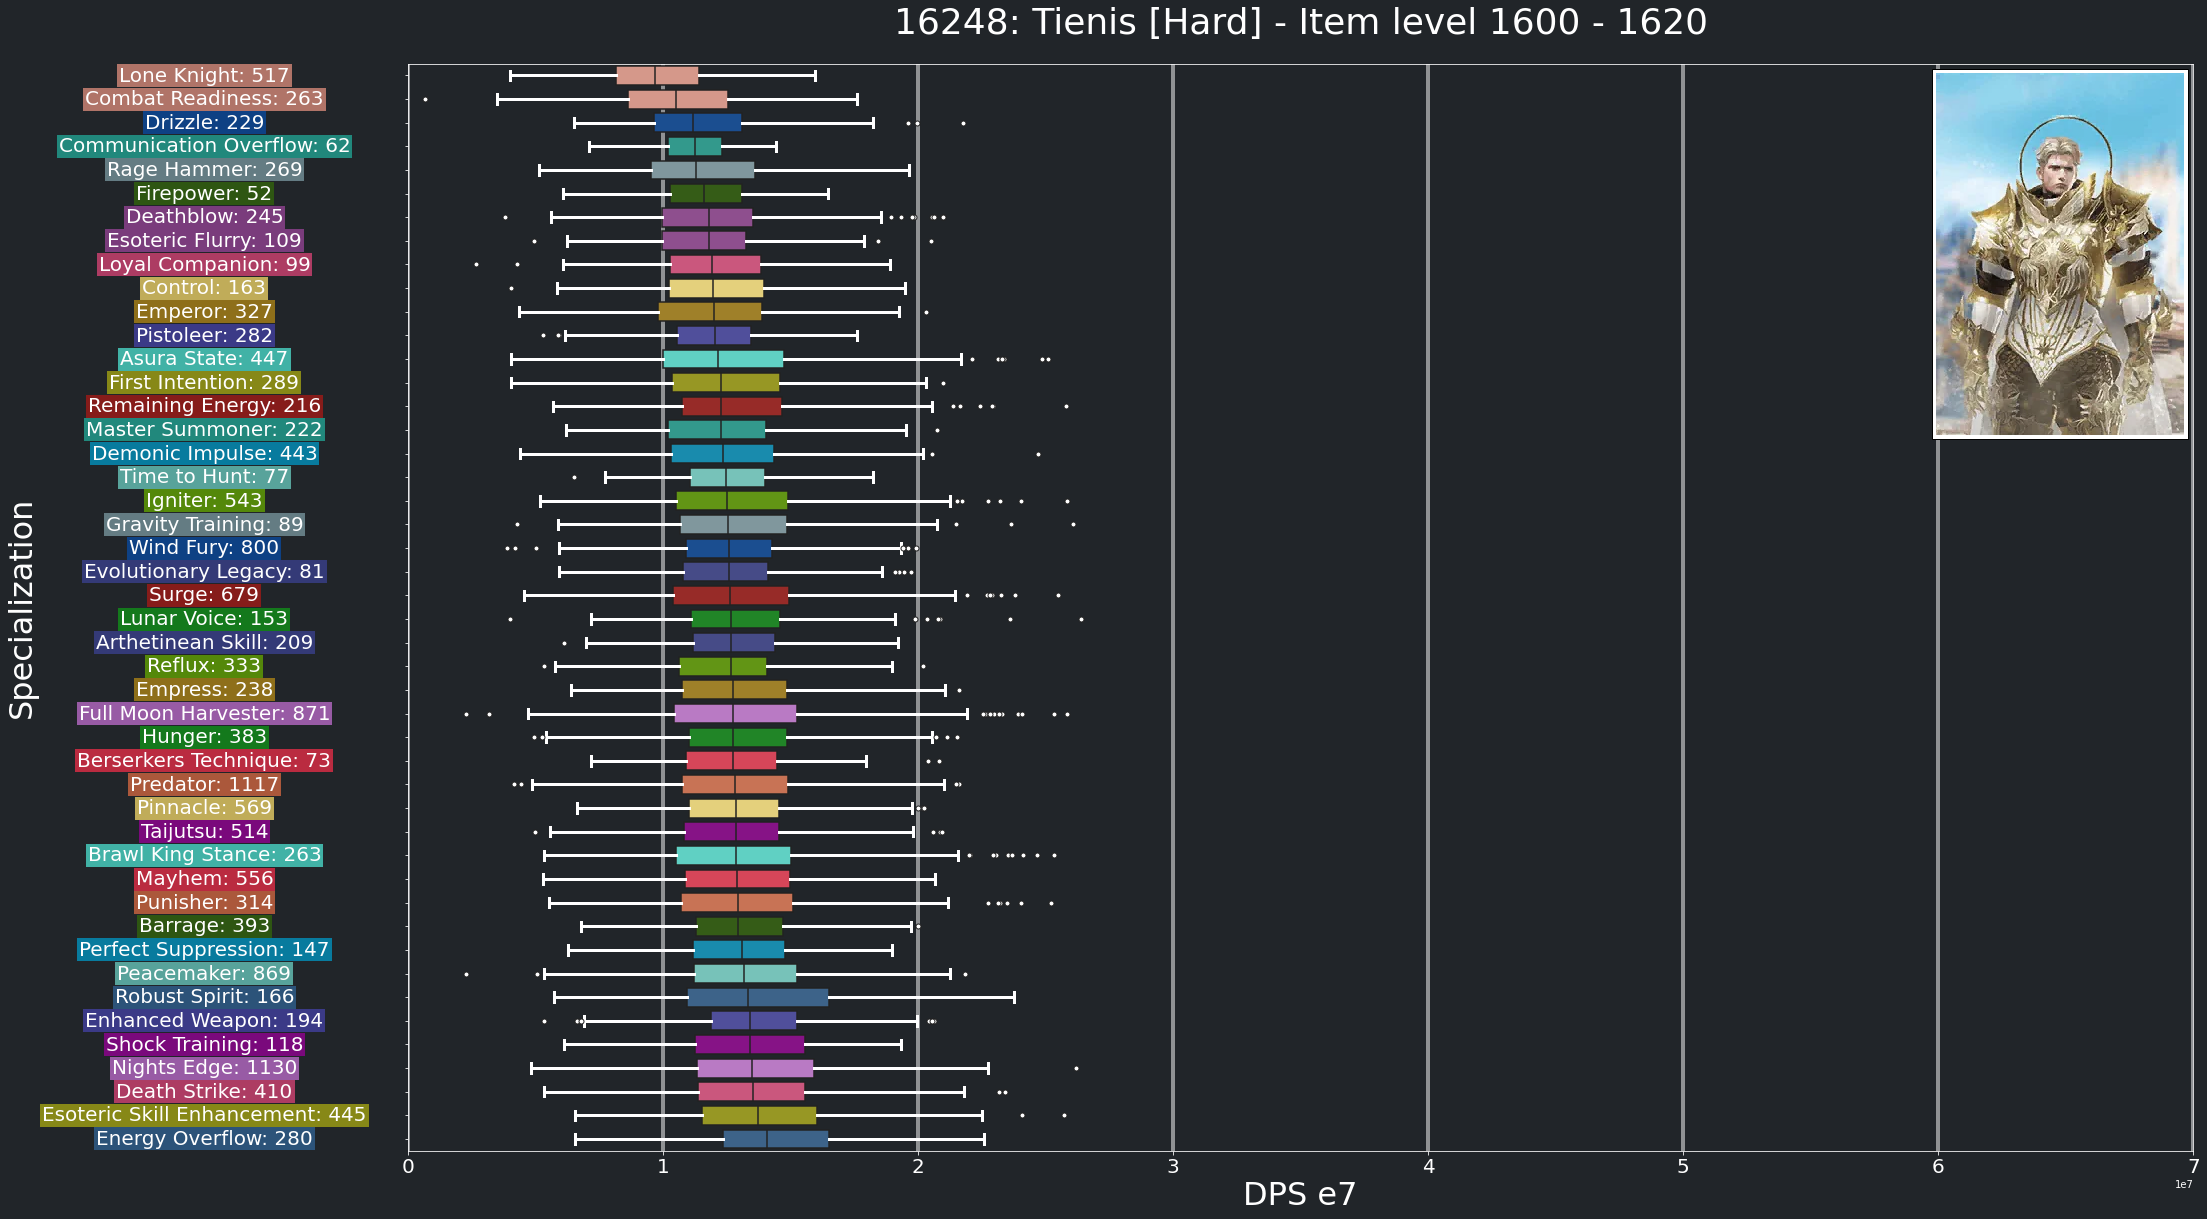 16248: Tienis [Hard] - Item level 1600 - 1620
Lone Knight: 517
Combat Readiness: 263
Drizzle: 229
Communication Overflow: 62
Rage Hammer: 269
Firepower: 52
Deathblow: 245
Esoteric Flurry: 109
Loyal Companion: 99
Control: 163
Emperor: 327
Pistoleer: 282
Asura State: 447
First Intention: 289
Remaining Energy: 216
Master Summoner: 222
Demonic Impulse: 443
Time to Hunt: 77
Igniter: 543
Gravity Training: 89
Wind Fury: 800
Evolutionary Legacy: 81
Surge: 679
Lunar Voice: 153
Arthetinean Skill: 209
Reflux: 333
Empress: 238
Full Moon Harvester: 871
Hunger: 383
Berserkers Technique: 73
Predator: 1117
Pinnacle: 569
Taijutsu: 514
Brawl King Stance: 263
Mayhem: 556
Punisher: 314
Barrage: 393
Perfect Suppression: 147
Peacemaker: 869
Robust Spirit: 166
Enhanced Weapon: 194
Shock Training: 118
Nights Edge: 1130
Death Strike: 410
Esoteric Skill Enhancement: 445
Energy Overflow: 280
Specialization
0 1 2 3 4 5 6 7
1e7
DPS e7